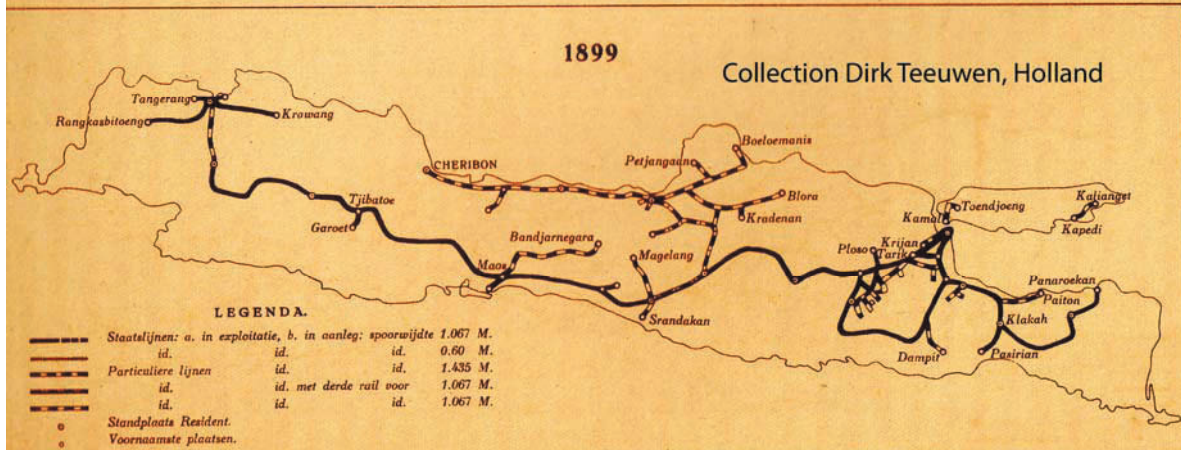 1899
Collection Dirk Teeuwen, Holland
Tangerang
Rangkasbitoeng
Krawang
CHERIBON
Boeloemanis
Petjangaan
Blora
Kradenan
Tjibatoe
Garoet
Bandjarnegara
Maos
Magelang
Srandakan
Kamal
Toendjoeng
Kalianget
Kapedi
Ploso
Krijan
Tarik
Panaroekan
Paiton
Klakah
Dampit
Pasirian
LEGENDA.
Staatslijnen: a. in exploitatie, b. in aanleg; spoorwijdte 1.067 M.
id. id. id. 0.60 M.
Particuliere lijnen id. id. 1.435 M.
id. id. met derde rail voor 1.067 M.
id. id. id. 1.067 M.
Standplaats Resident.
Voornaamste plaatsen.